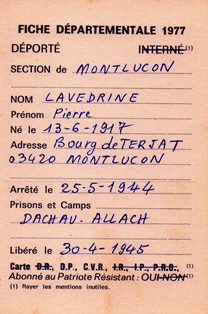 FICHE DÉPARTEMENTALE 1977
DÉPORTÉ INTERNÉ (1)
SECTION de MONTLUCON
NOM LAVEDRINE
Prénom Pierre
Né le 13-6-1917
Adresse Bourg de TERJAT
03420 MONTLUCON
Arrêté le 25-5-1944
Prisons et Camps
DACHAU. ALLACH
Libéré le 30-4-1945
Carte D.R., D.P., C.V.R., I.R., I.P., P.R.O., (1)
Abonné au Patriote Résistant : OUI-NON (1)
(1) Rayer les mentions inutiles.